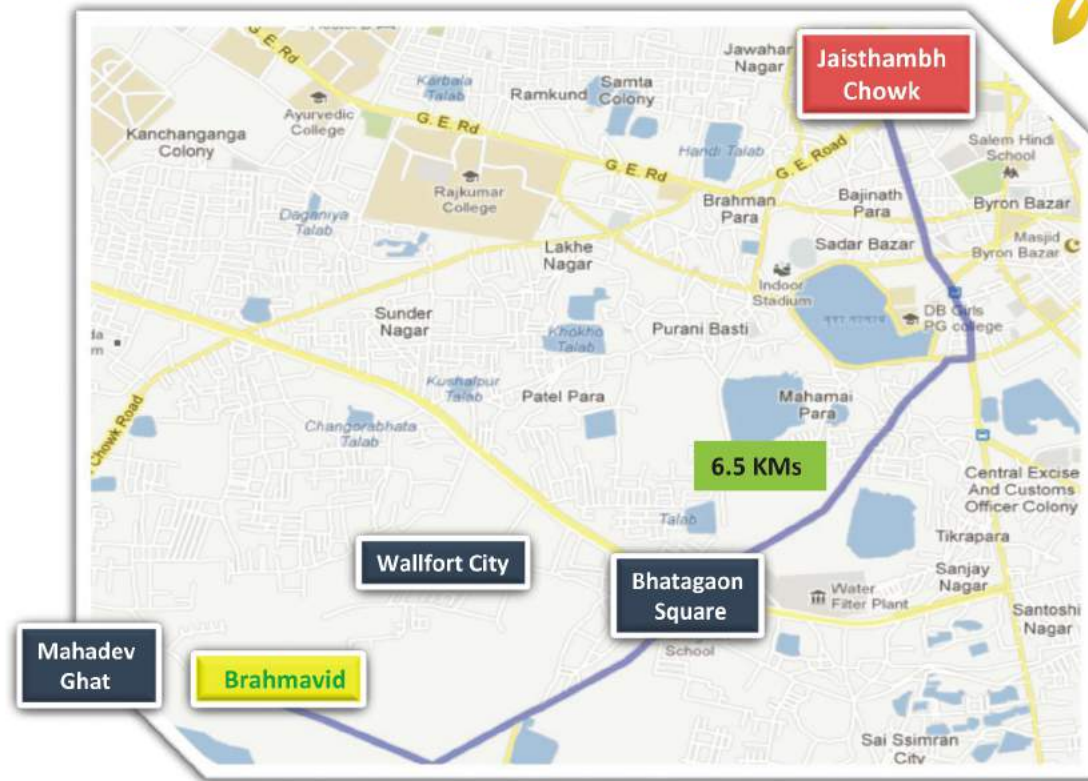 G. E. Rd
Jawahar
Nagar
Jaisthambh
Chowk
Karbala
Talab
Samta
Colony
Ramkund
Ayurvedic
College
Kanchanganga
Colony
G. E. Rd
Handi Talab
G. E. Road
Salem Hindi
School
G. E. Rd
Rajkumar
College
Brahman
Para
Bajinath
Para
Byron Bazar
Daganiya
Talab
Lakhe
Nagar
Sadar Bazar
Masjid
Byron Bazar
Indoor
Stadium
Sunder
Nagar
Khokho
Talab
Purani Basti
DB Girls
PG college
da
m
Kushalpur
Talab
Patel Para
Mahamai
Para
Chowk Road
Changorabhata
Talab
6.5 KMs
Central Excise
And Customs
Officer Colony
Talab
Tikrapara
Wallfort City
Bhatagaon
Square
Water
Filter Plant
Sanjay
Nagar
Santoshi
Nagar
School
Mahadev
Ghat
Brahmavid
Sai Ssimran
City